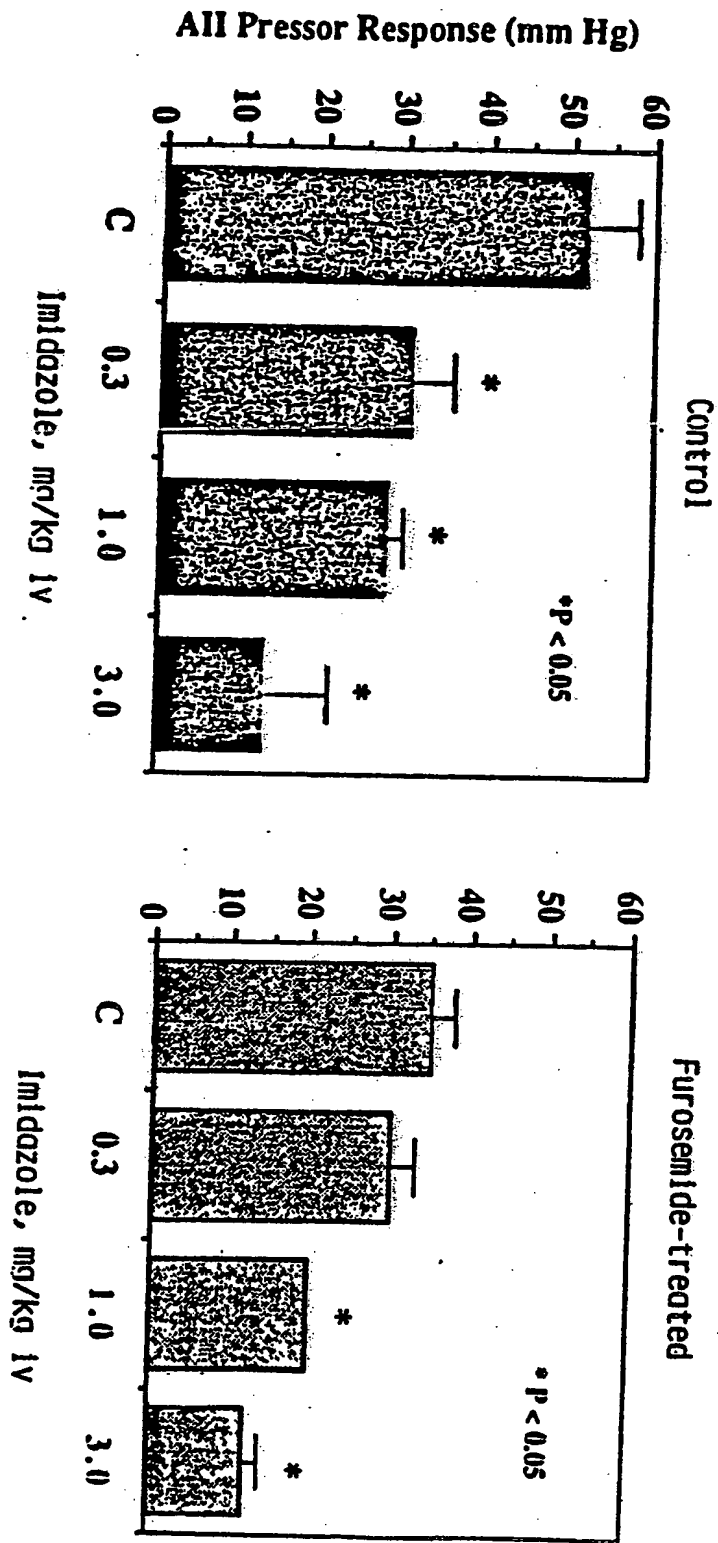 AII Pressor Response (mm Hg)
Control
60
50
40
30
20
10
0
*
*
*
*P < 0.05
C 0.3 1.0 3.0
Imidazole, mg/kg iv
Furosemide-treated
60
50
40
30
20
10
0
*
*
* P < 0.05
C 0.3 1.0 3.0
Imidazole, mg/kg iv